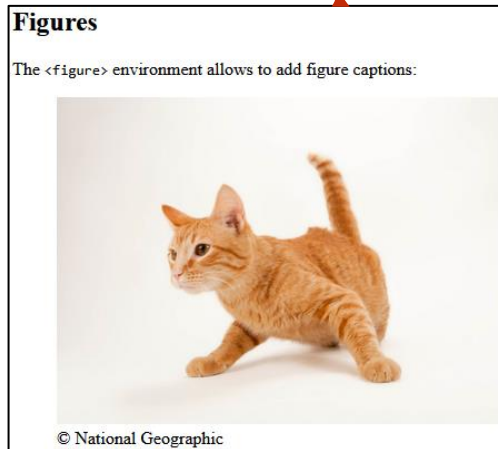 Figures
The <figure> environment allows to add figure captions:
© National Geographic